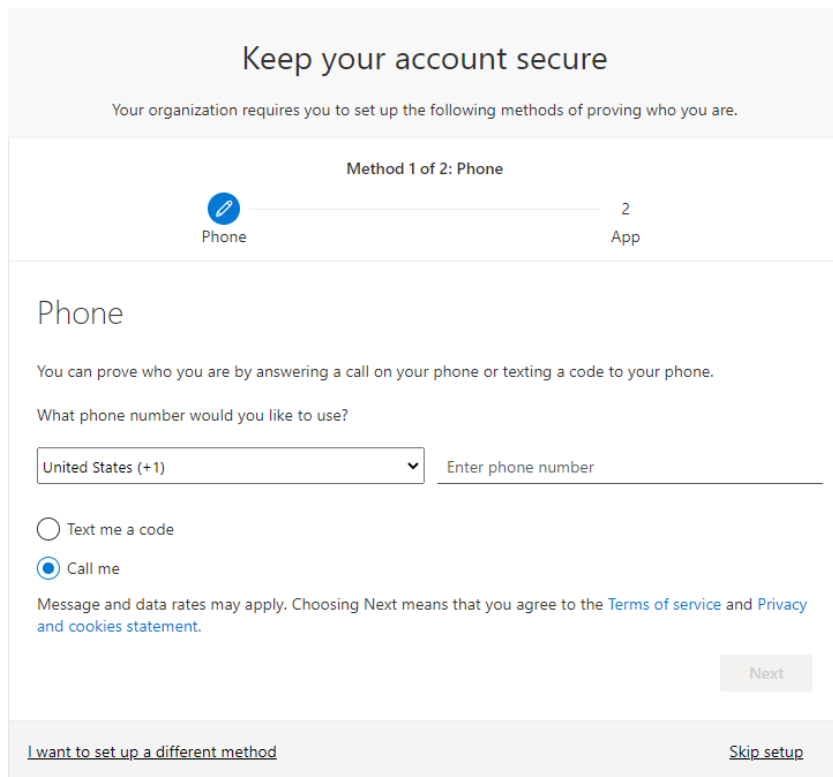 Keep your account secure
Your organization requires you to set up the following methods of proving who you are.
Method 1 of 2: Phone
2
Phone
App
Phone
You can prove who you are by answering a call on your phone or texting a code to your phone.
What phone number would you like to use?
United States (+1)
Enter phone number
Text me a code
Call me
Message and data rates may apply. Choosing Next means that you agree to the Terms of service and Privacy
and cookies statement.
Next
I want to set up a different method
Skip setup